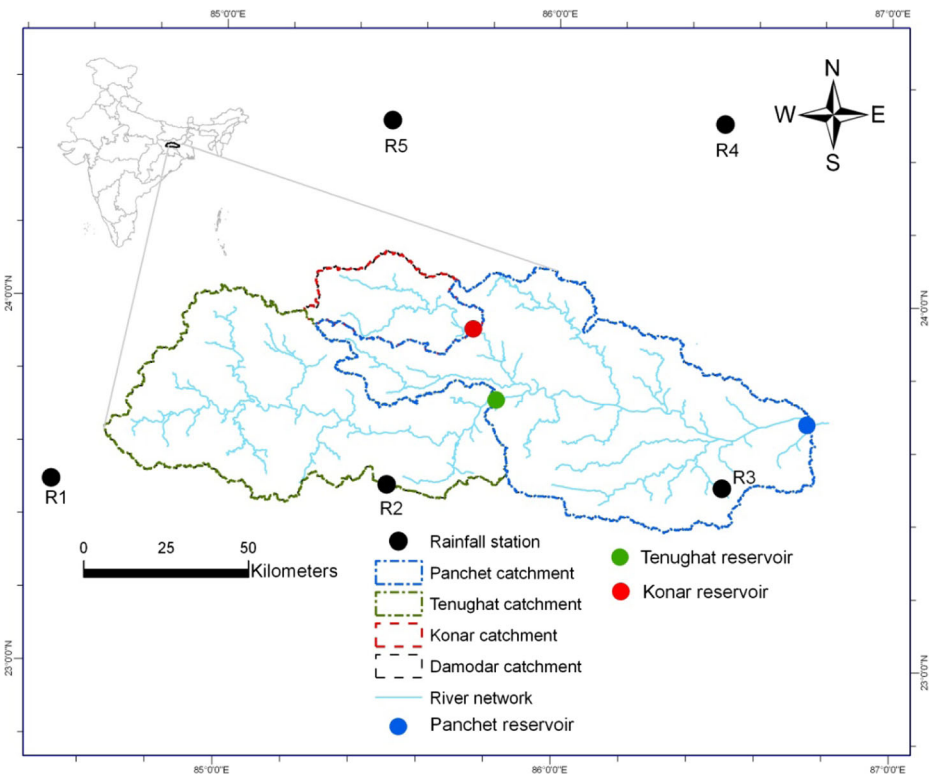 85°0'0"E 86°0'0"E 87°0'0"E
N
W E
S
R5
R4
24°0'0"N
24°0'0"N
R1
R2
R3
0 25 50
Kilometers
Rainfall station
Panchet catchment
Tenughat catchment
Konar catchment
Damodar catchment
River network
Panchet reservoir
Tenughat reservoir
Konar reservoir
23°0'0"N
23°0'0"N
85°0'0"E 86°0'0"E 87°0'0"E